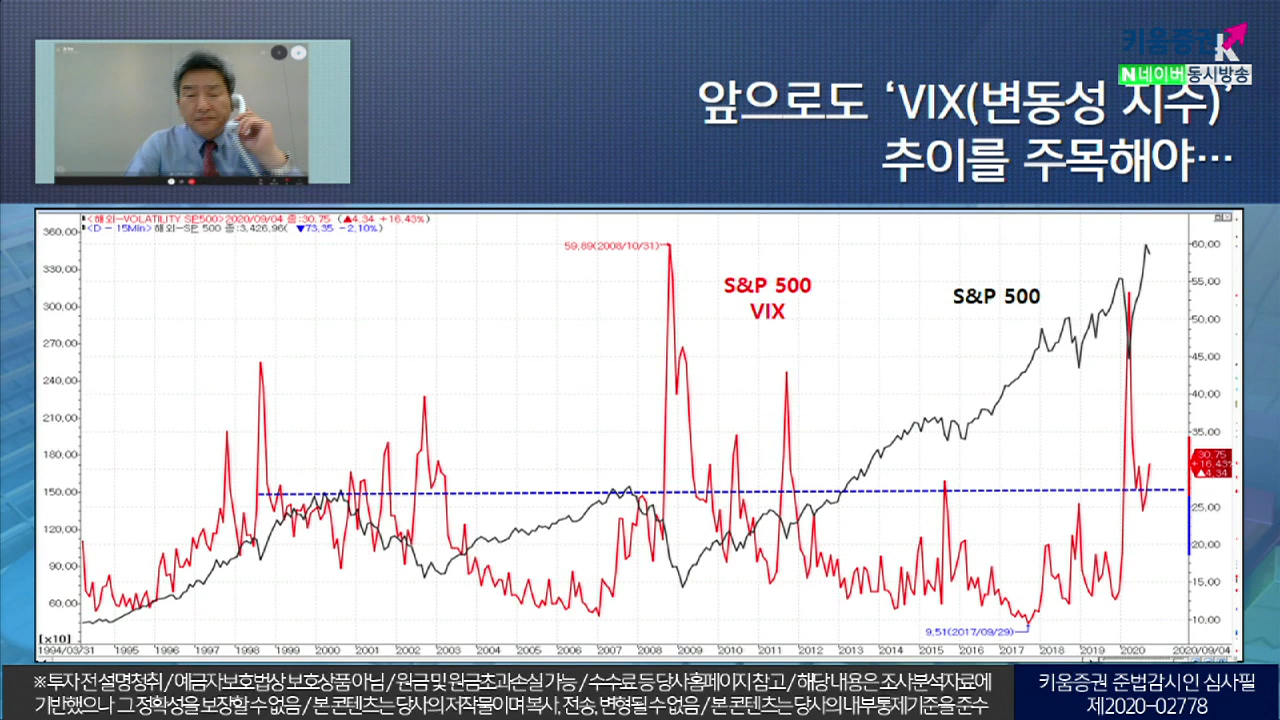 키움증권
N 네이버 동시방송
앞으로도 ‘VIX(변동성 지수)’
추이를 주목해야…
<해외-VOLATILITY SP500>2020/09/04 종:30.75 (▲4.34 +16.43%)
<D - 15Min> 해외-SP 500 종:3,426.96( ▼73.35 -2.10%)
360.00
330.00
300.00
270.00
240.00
210.00
180.00
150.00
120.00
90.00
60.00
[×10]
59.89(2008/10/31)
S&P 500
VIX
S&P 500
9.51(2017/09/29)
60.00
55.00
50.00
45.00
40.00
35.00
30.75
+16.43%
▲4.34
25.00
20.00
15.00
10.00
1994/03/31 1995 1996 1997 1998 1999 2000 2001 2002 2003 2004 2005 2006 2007 2008 2009 2010 2011 2012 2013 2014 2015 2016 2017 2018 2019 2020 2020/09/04
※ 투자 전 설명청취 / 예금자보호법상 보호상품 아님 / 원금 및 원금초과손실 가능 / 수수료 등 당사 홈페이지 참고 / 해당 내용은 조사분석자료에
기반했으나 그 정확성을 보장할 수 없음 / 본 콘텐츠는 당사의 저작물이며 복사, 전송, 변형될 수 없음 / 본 콘텐츠는 당사의 내부통제기준을 준수
키움증권 준법감시인 심사필
제2020-02778